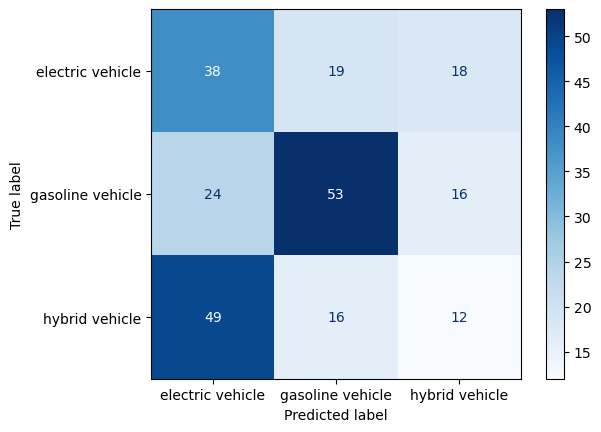 electric vehicle
gasoline vehicle
hybrid vehicle
True label
38 19 18
24 53 16
49 16 12
electric vehicle gasoline vehicle hybrid vehicle
Predicted label
50
45
40
35
30
25
20
15